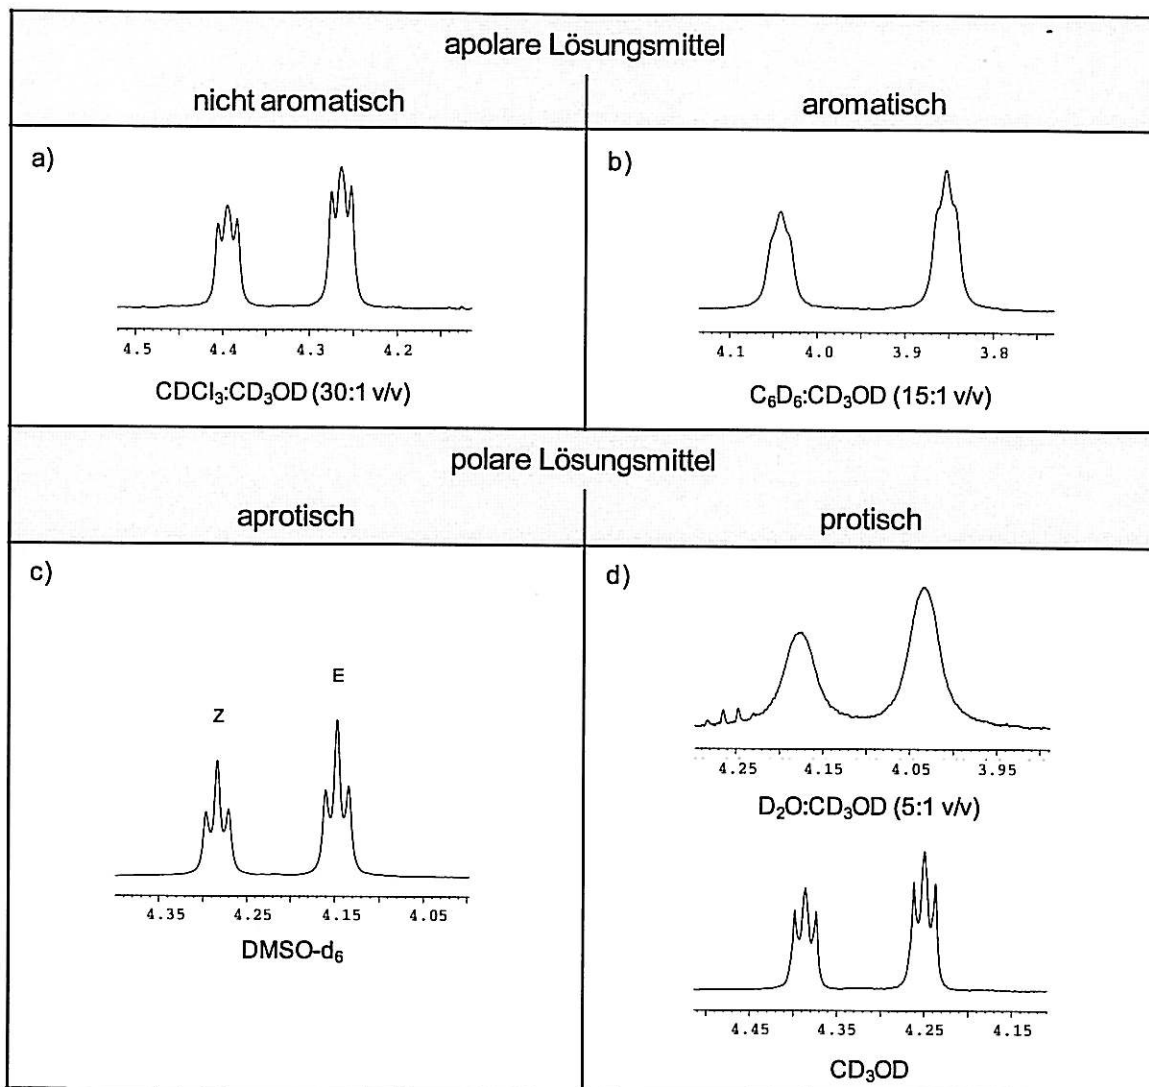 apolare Lösungsmittel
nicht aromatisch
aromatisch
a)
4.5 4.4 4.3 4.2
CDCl₃:CD₃OD (30:1 v/v)
b)
4.1 4.0 3.9 3.8
C₆D₆:CD₃OD (15:1 v/v)
polare Lösungsmittel
aprotisch
protisch
c)
Z
E
4.35 4.25 4.15 4.05
DMSO-d₆
d)
4.25 4.15 4.05 3.95
D₂O:CD₃OD (5:1 v/v)
4.45 4.35 4.25 4.15
CD₃OD